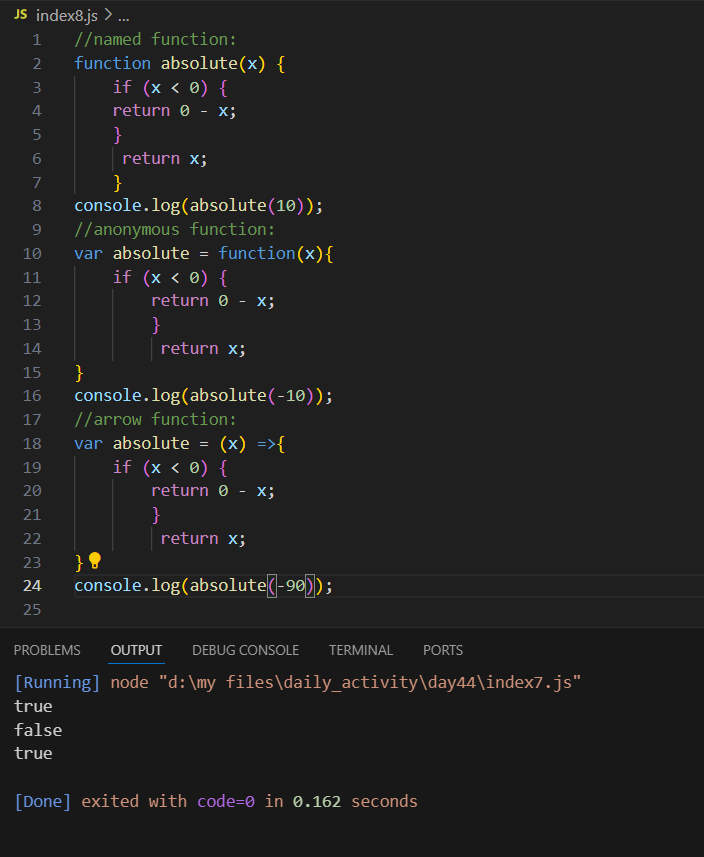 JS index8.js > ...
1 //named function:
2 function absolute(x) {
3     if (x < 0) {
4     return 0 - x;
5     }
6      return x;
7     }
8 console.log(absolute(10));
9 //anonymous function:
10 var absolute = function(x){
11     if (x < 0) {
12         return 0 - x;
13         }
14          return x;
15 }
16 console.log(absolute(-10));
17 //arrow function:
18 var absolute = (x) =>{
19     if (x < 0) {
20         return 0 - x;
21         }
22          return x;
23 }
24 console.log(absolute(-90));
25
PROBLEMS OUTPUT DEBUG CONSOLE TERMINAL PORTS
[Running] node "d:\my files\daily_activity\day44\index7.js"
true
false
true
[Done] exited with code=0 in 0.162 seconds